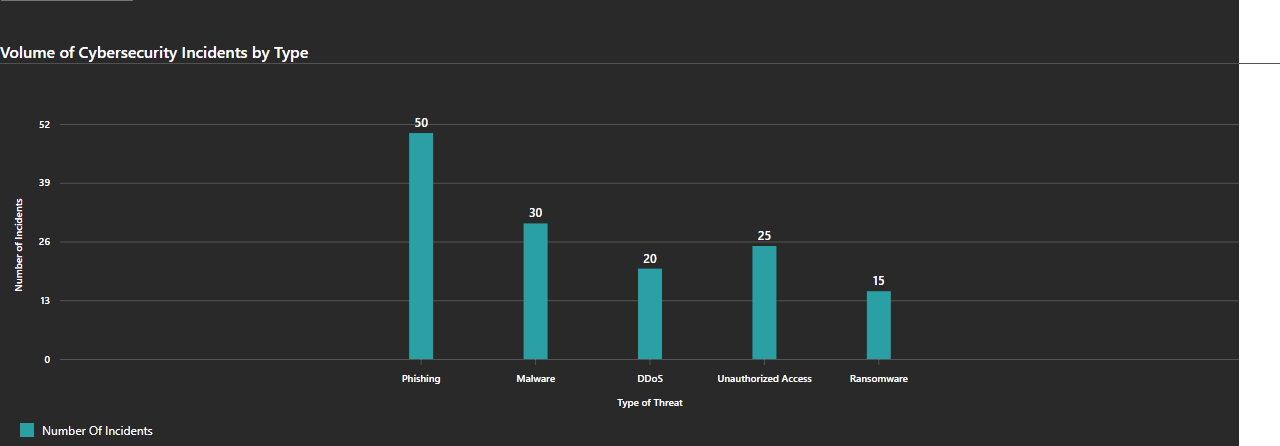 Volume of Cybersecurity Incidents by Type
50
52
39
30
26
25
20
15
13
0
Number of Incidents
Phishing Malware DDoS Unauthorized Access Ransomware
Type of Threat
Number Of Incidents